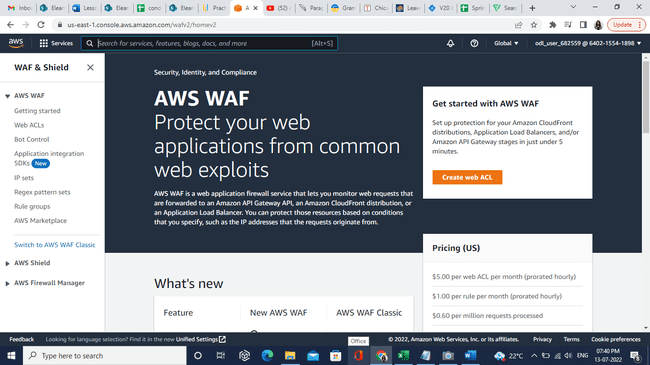 Inbo
S
Elear
Less
S
Elear
conc
S
Elear
Pract
A
(52)
Parap
Gran
Chica
Leav
V20
Sprin
Sear
us-east-1.console.aws.amazon.com/wafv2/homev2
Update
aws
Services
Search for services, features, blogs, docs, and more
[Alt+S]
Global
odl_user_682559 @ 6402-1554-1898
WAF & Shield
AWS WAF
Getting started
Web ACLs
Bot Control
Application integration
SDKs New
IP sets
Regex pattern sets
Rule groups
AWS Marketplace
Switch to AWS WAF Classic
AWS Shield
AWS Firewall Manager
Security, Identity, and Compliance
AWS WAF
Protect your web
applications from common
web exploits
AWS WAF is a web application firewall service that lets you monitor web requests that
are forwarded to an Amazon API Gateway API, an Amazon CloudFront distribution, or
an Application Load Balancer. You can protect those resources based on conditions
that you specify, such as the IP addresses that the requests originate from.
Get started with AWS WAF
Set up protection for your Amazon CloudFront
distributions, Application Load Balancers, and/or
Amazon API Gateway stages in just under 5
minutes.
Create web ACL
Pricing (US)
$5.00 per web ACL per month (prorated hourly)
$1.00 per rule per month (prorated hourly)
$0.60 per million requests processed
What's new
Feature
New AWS WAF
AWS WAF Classic
Feedback
Looking for language selection? Find it in the new Unified Settings
Office
© 2022, Amazon Web Services, Inc. or its affiliates.
Privacy
Terms
Cookie preferences
Type here to search
22°C
ENG
07:40 PM
13-07-2022